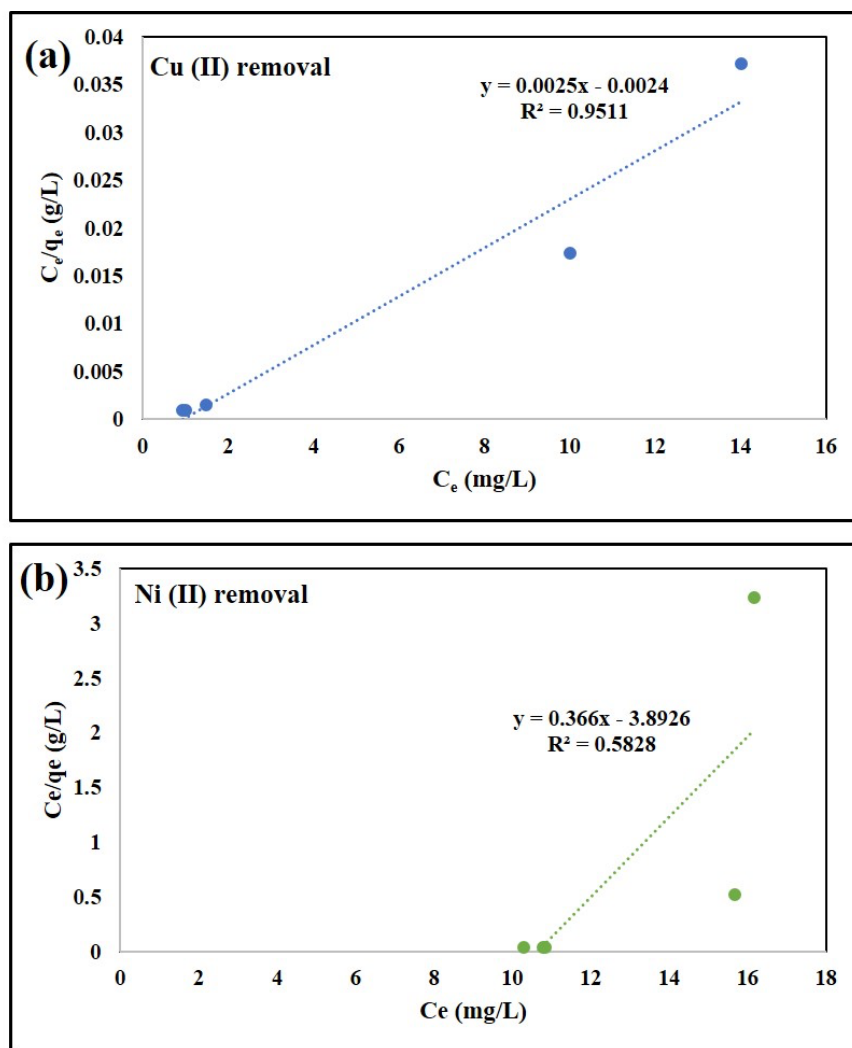 (a)
Cu (II) removal
y = 0.0025x - 0.0024
R² = 0.9511
0.04
0.035
0.03
0.025
0.02
0.015
0.01
0.005
0
Ce/qe (g/L)
0 2 4 6 8 10 12 14 16
Ce (mg/L)
(b)
Ni (II) removal
y = 0.366x - 3.8926
R² = 0.5828
3.5
3
2.5
2
1.5
1
0.5
0
Ce/qe (g/L)
0 2 4 6 8 10 12 14 16 18
Ce (mg/L)